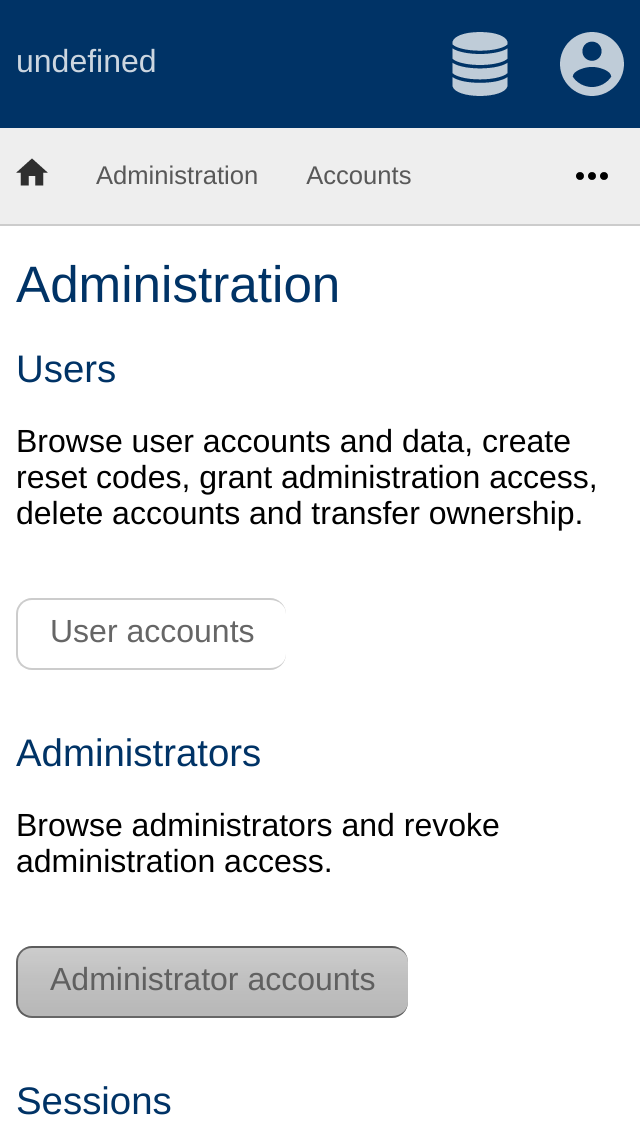 undefined
Administration Accounts
Administration
Users
Browse user accounts and data, create
reset codes, grant administration access,
delete accounts and transfer ownership.
User accounts
Administrators
Browse administrators and revoke
administration access.
Administrator accounts
Sessions